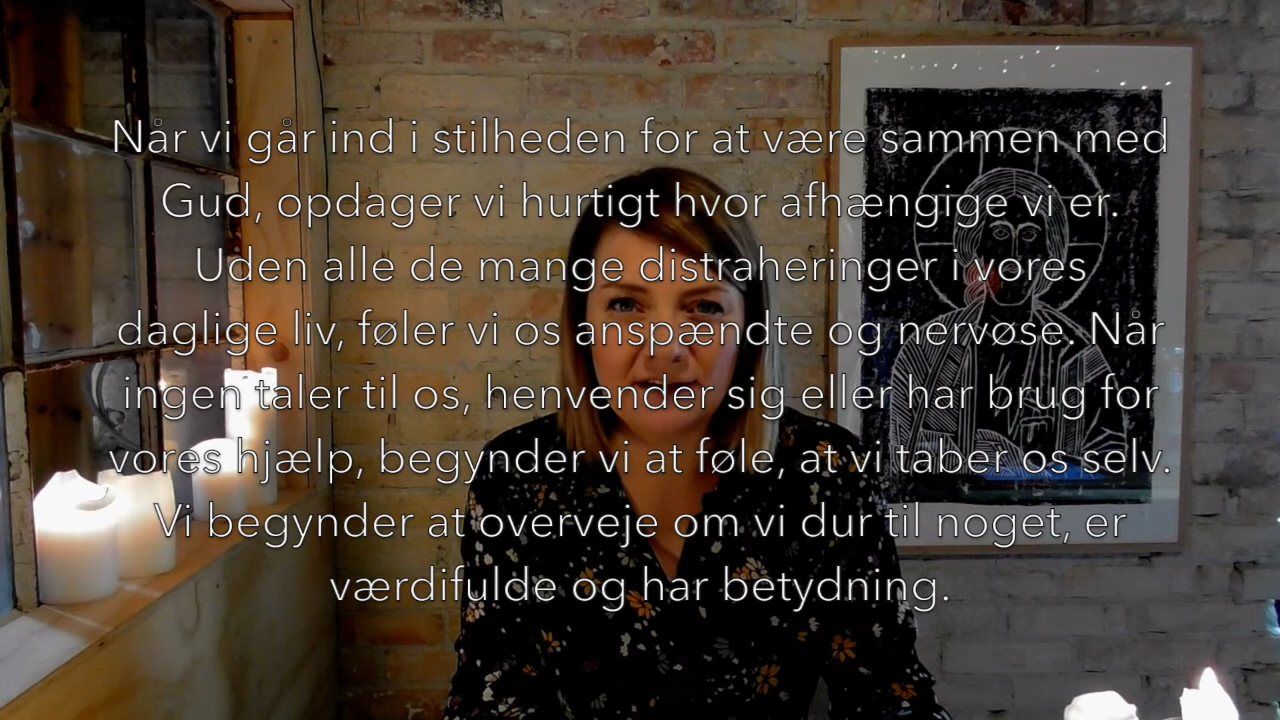 Når vi går ind i stilheden for at være sammen med
Gud, opdager vi hurtigt hvor afhængige vi er.
Uden alle de mange distraheringer i vores
daglige liv, føler vi os anspændte og nervøse. Når
ingen taler til os, henvender sig eller har brug for
vores hjælp, begynder vi at føle, at vi taber os selv.
Vi begynder at overveje om vi dur til noget, er
værdifulde og har betydning.